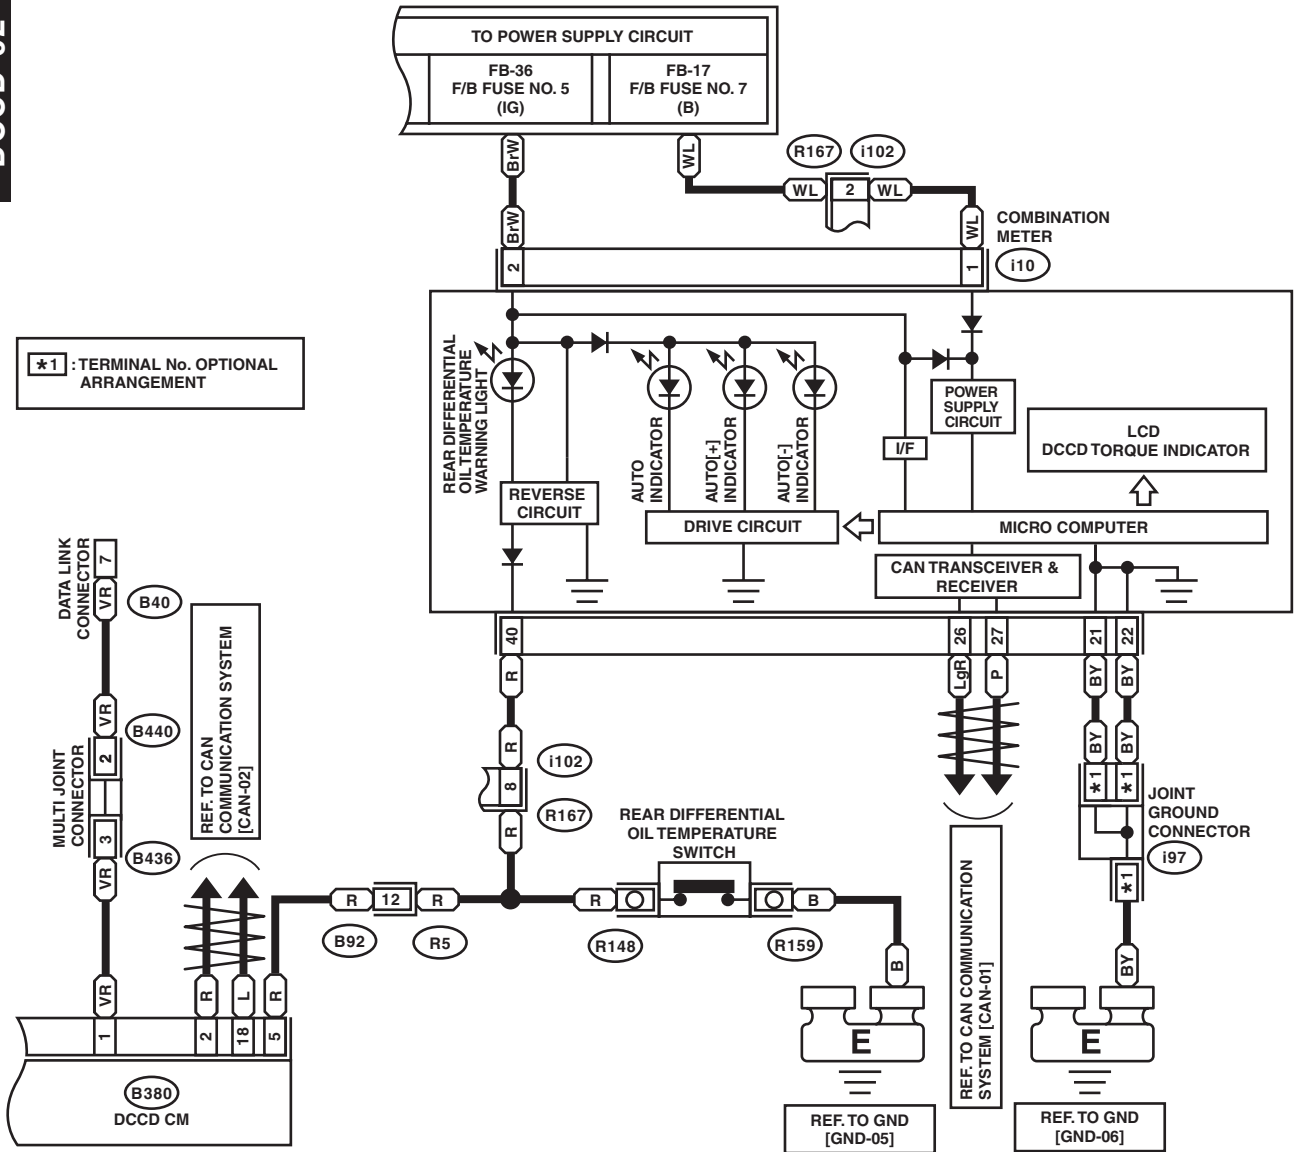 TO POWER SUPPLY CIRCUIT
FB-36
F/B FUSE NO. 5
(IG)
FB-17
F/B FUSE NO. 7
(B)
BrW
WL
R167
i102
WL
2
WL
BrW
WL
COMBINATION
METER
2
1
i10
*1 : TERMINAL No. OPTIONAL
ARRANGEMENT
REAR DIFFERENTIAL
OIL TEMPERATURE
WARNING LIGHT
AUTO
INDICATOR
AUTO[+]
INDICATOR
AUTO[-]
INDICATOR
POWER
SUPPLY
CIRCUIT
LCD
DCCD TORQUE INDICATOR
I/F
REVERSE
CIRCUIT
DRIVE CIRCUIT
MICRO COMPUTER
CAN TRANSCEIVER &
RECEIVER
DATA LINK
CONNECTOR
7
VR
B40
REF. TO CAN
COMMUNICATION SYSTEM
[CAN-02]
40
26
27
21
22
R
LgR
P
BY
BY
VR
B440
2
MULTI JOINT
CONNECTOR
3
B436
VR
R
i102
8
R167
R
BY
BY
*1
*1
JOINT
GROUND
CONNECTOR
i97
*1
BY
REAR DIFFERENTIAL
OIL TEMPERATURE
SWITCH
R
12
R
B92
R5
R
B
R148
R159
B
REF. TO CAN COMMUNICATION
SYSTEM [CAN-01]
VR
R
L
R
1
2
18
5
B380
DCCD CM
E
REF. TO GND
[GND-05]
E
REF. TO GND
[GND-06]